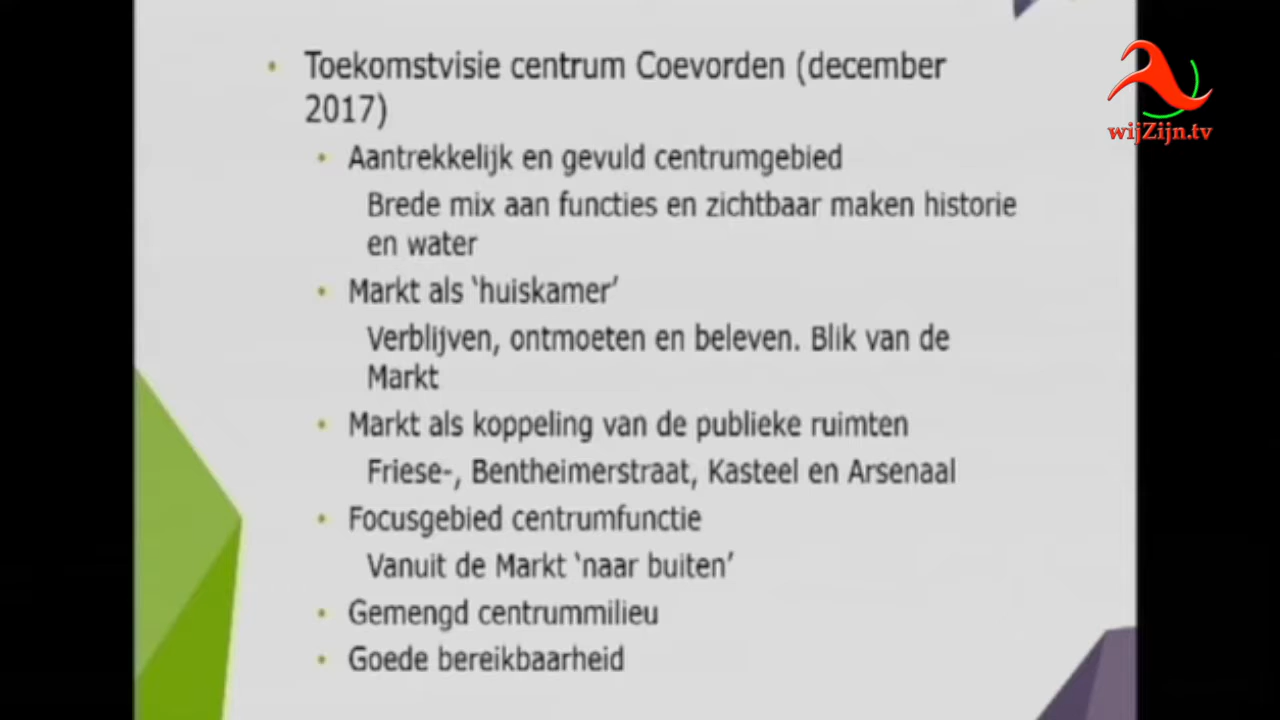 • Toekomstvisie centrum Coevorden (december
2017)
• Aantrekkelijk en gevuld centrumgebied
Brede mix aan functies en zichtbaar maken historie
en water
• Markt als ‘huiskamer’
Verblijven, ontmoeten en beleven. Blik van de
Markt
• Markt als koppeling van de publieke ruimten
Friese-, Bentheimerstraat, Kasteel en Arsenaal
• Focusgebied centrumfunctie
Vanuit de Markt ‘naar buiten’
• Gemengd centrummilieu
• Goede bereikbaarheid
wijZijn.tv